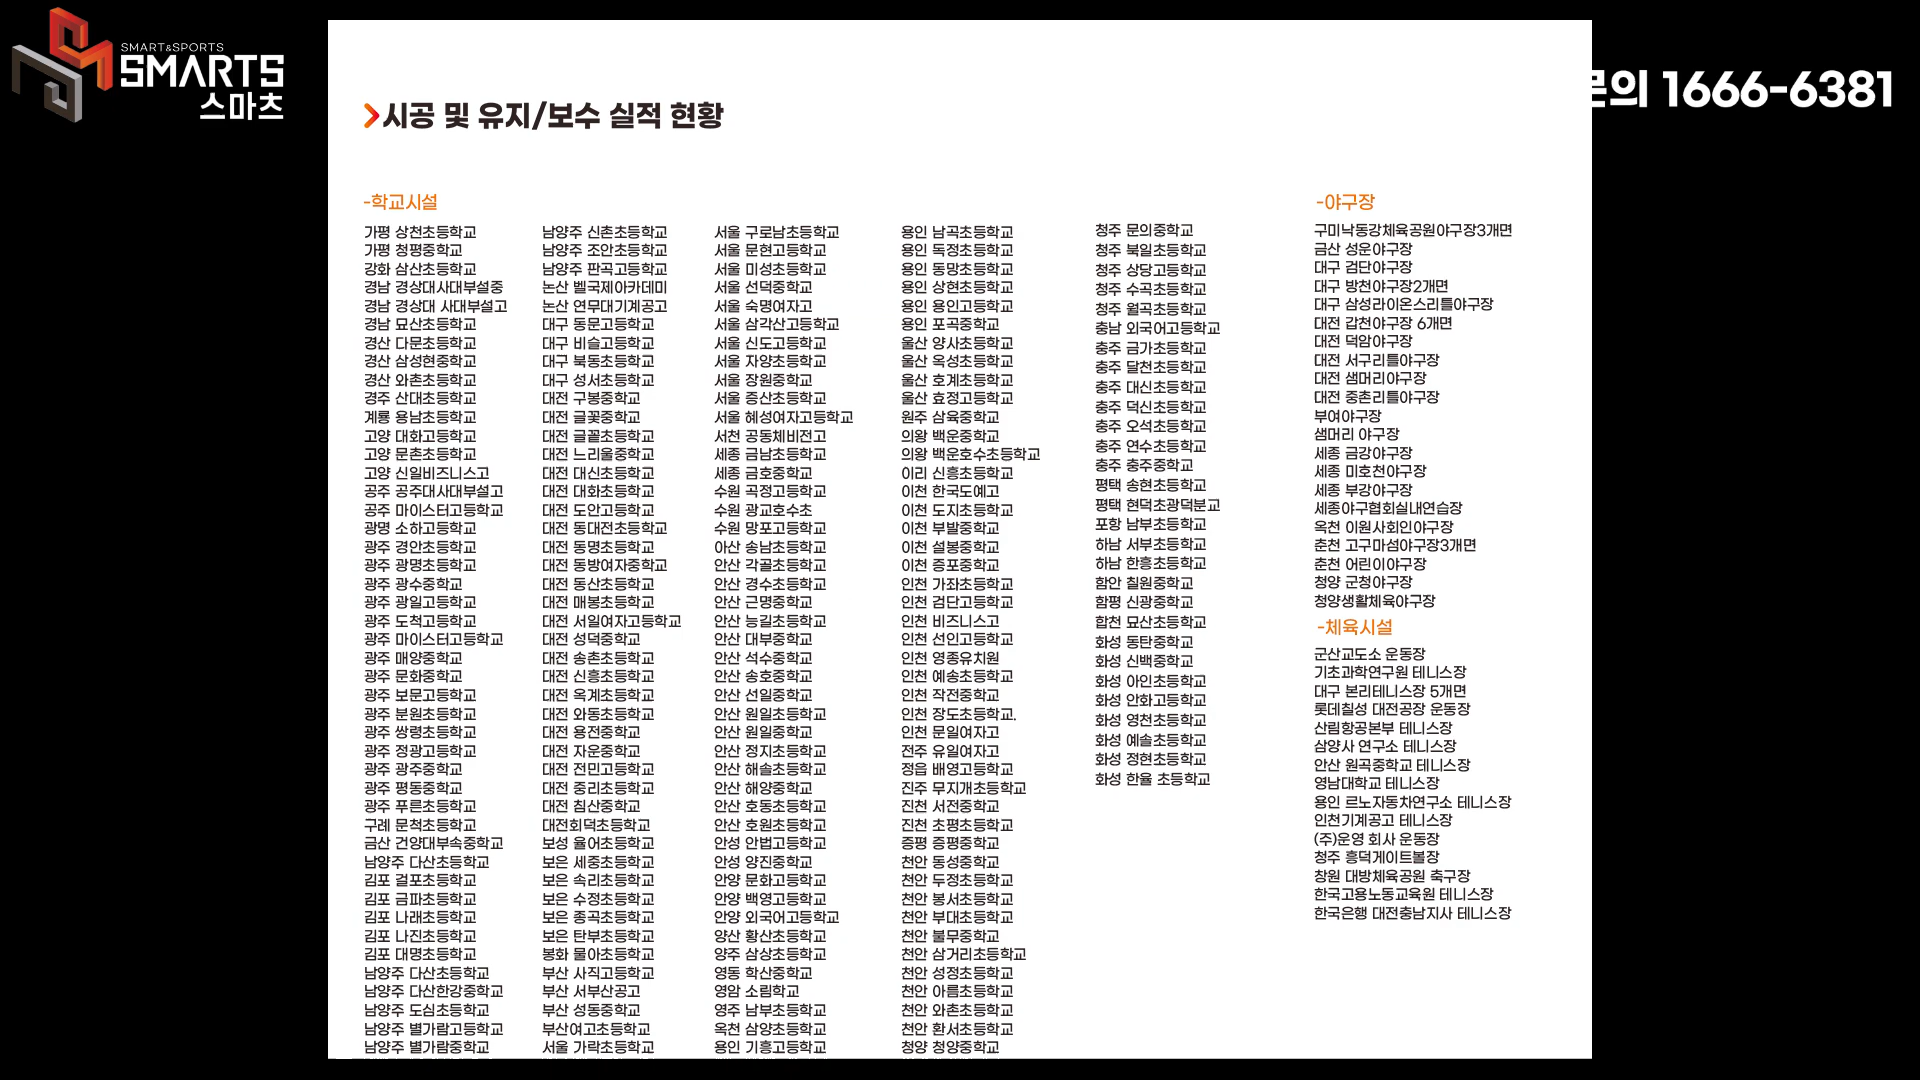 SMART&SPORTS
SMARTS
스마츠
문의 1666-6381
시공 및 유지/보수 실적 현황
-학교시설
가평 상천초등학교
가평 청평중학교
강화 삼산초등학교
경남 경상대사대부설중
경남 경상대 사대부설고
경남 묘산초등학교
경산 다문초등학교
경산 삼성현중학교
경산 와촌초등학교
경주 산대초등학교
계룡 용남초등학교
고양 대화고등학교
고양 문촌초등학교
고양 신일비즈니스고
공주 공주대사대부설고
공주 마이스터고등학교
광명 소하고등학교
광주 경안초등학교
광주 광명초등학교
광주 광수중학교
광주 광일고등학교
광주 도척고등학교
광주 마이스터고등학교
광주 매양중학교
광주 문화중학교
광주 보문고등학교
광주 분원초등학교
광주 쌍령초등학교
광주 정광고등학교
광주 광주중학교
광주 평동중학교
광주 푸른초등학교
구례 문척초등학교
금산 건양대부속중학교
남양주 다산초등학교
김포 걸포초등학교
김포 금파초등학교
김포 나래초등학교
김포 나진초등학교
김포 대명초등학교
남양주 다산초등학교
남양주 다산한강중학교
남양주 도심초등학교
남양주 별가람고등학교
남양주 별가람중학교
남양주 신촌초등학교
남양주 조안초등학교
남양주 판곡고등학교
논산 벨국제아카데미
논산 연무대기계공고
대구 동문고등학교
대구 비슬고등학교
대구 북동초등학교
대구 성서초등학교
대전 구봉중학교
대전 글꽃중학교
대전 글꼴초등학교
대전 느리울중학교
대전 대신초등학교
대전 대화초등학교
대전 도안고등학교
대전 동대전초등학교
대전 동명초등학교
대전 동방여자중학교
대전 동산초등학교
대전 매봉초등학교
대전 서일여자고등학교
대전 성덕중학교
대전 송촌초등학교
대전 신흥초등학교
대전 옥계초등학교
대전 와동초등학교
대전 용전중학교
대전 자운중학교
대전 전민고등학교
대전 중리초등학교
대전 침산중학교
대전회덕초등학교
보성 율어초등학교
보은 세중초등학교
보은 속리초등학교
보은 수정초등학교
보은 종곡초등학교
보은 탄부초등학교
봉화 물야초등학교
부산 사직고등학교
부산 서부산공고
부산 성동중학교
부산여고초등학교
서울 가락초등학교
서울 구로남초등학교
서울 문현고등학교
서울 미성초등학교
서울 선덕중학교
서울 숙명여자고
서울 삼각산고등학교
서울 신도고등학교
서울 자양초등학교
서울 장원중학교
서울 증산초등학교
서울 혜성여자고등학교
서천 공동체비전고
세종 금남초등학교
세종 금호중학교
수원 곡정고등학교
수원 광교호수초
수원 망포고등학교
아산 송남초등학교
안산 각골초등학교
안산 경수초등학교
안산 근명중학교
안산 능길초등학교
안산 대부중학교
안산 석수중학교
안산 송호중학교
안산 선일중학교
안산 원일초등학교
안산 원일중학교
안산 정지초등학교
안산 해솔초등학교
안산 해양중학교
안산 호동초등학교
안산 호원초등학교
안성 안법고등학교
안성 양진중학교
안양 문화고등학교
안양 백영고등학교
안양 외국어고등학교
양산 황산초등학교
양주 삼상초등학교
영동 학산중학교
영암 소림학교
영주 남부초등학교
옥천 삼양초등학교
용인 기흥고등학교
용인 남곡초등학교
용인 독정초등학교
용인 동망초등학교
용인 상현초등학교
용인 용인고등학교
용인 포곡중학교
울산 양사초등학교
울산 옥성초등학교
울산 호계초등학교
울산 효정고등학교
원주 삼육중학교
의왕 백운중학교
의왕 백운호수초등학교
이리 신흥초등학교
이천 한국도예고
이천 도지초등학교
이천 부발중학교
이천 설봉중학교
이천 증포중학교
인천 가좌초등학교
인천 검단고등학교
인천 비즈니스고
인천 선인고등학교
인천 영종유치원
인천 예송초등학교
인천 작전중학교
인천 장도초등학교.
인천 문일여자고
전주 유일여자고
정읍 배영고등학교
진주 무지개초등학교
진천 서전중학교
진천 초평초등학교
증평 증평중학교
천안 동성중학교
천안 두정초등학교
천안 봉서초등학교
천안 부대초등학교
천안 불무중학교
천안 삼거리초등학교
천안 성정초등학교
천안 아름초등학교
천안 와촌초등학교
천안 환서초등학교
청양 청양중학교
청주 문의중학교
청주 북일초등학교
청주 상당고등학교
청주 수곡초등학교
청주 월곡초등학교
충남 외국어고등학교
충주 금가초등학교
충주 달천초등학교
충주 대신초등학교
충주 덕신초등학교
충주 오석초등학교
충주 연수초등학교
충주 충주중학교
평택 송현초등학교
평택 현덕초광덕분교
포항 남부초등학교
하남 서부초등학교
하남 한흥초등학교
함안 칠원중학교
함평 신광중학교
합천 묘산초등학교
화성 동탄중학교
화성 신백중학교
화성 아인초등학교
화성 안화고등학교
화성 영천초등학교
화성 예솔초등학교
화성 정현초등학교
화성 한율 초등학교
-야구장
구미낙동강체육공원야구장3개면
금산 성운야구장
대구 검단야구장
대구 방천야구장2개면
대구 삼성라이온스리틀야구장
대전 갑천야구장 6개면
대전 덕암야구장
대전 서구리틀야구장
대전 샘머리야구장
대전 중촌리틀야구장
부여야구장
샘머리 야구장
세종 금강야구장
세종 미호천야구장
세종 부강야구장
세종야구협회실내연습장
옥천 이원사회인야구장
춘천 고구마섬야구장3개면
춘천 어린이야구장
청양 군청야구장
청양생활체육야구장
-체육시설
군산교도소 운동장
기초과학연구원 테니스장
대구 본리테니스장 5개면
롯데칠성 대전공장 운동장
산림항공본부 테니스장
삼양사 연구소 테니스장
안산 원곡중학교 테니스장
영남대학교 테니스장
용인 르노자동차연구소 테니스장
인천기계공고 테니스장
(주)운영 회사 운동장
청주 흥덕게이트볼장
창원 대방체육공원 축구장
한국고용노동교육원 테니스장
한국은행 대전충남지사 테니스장